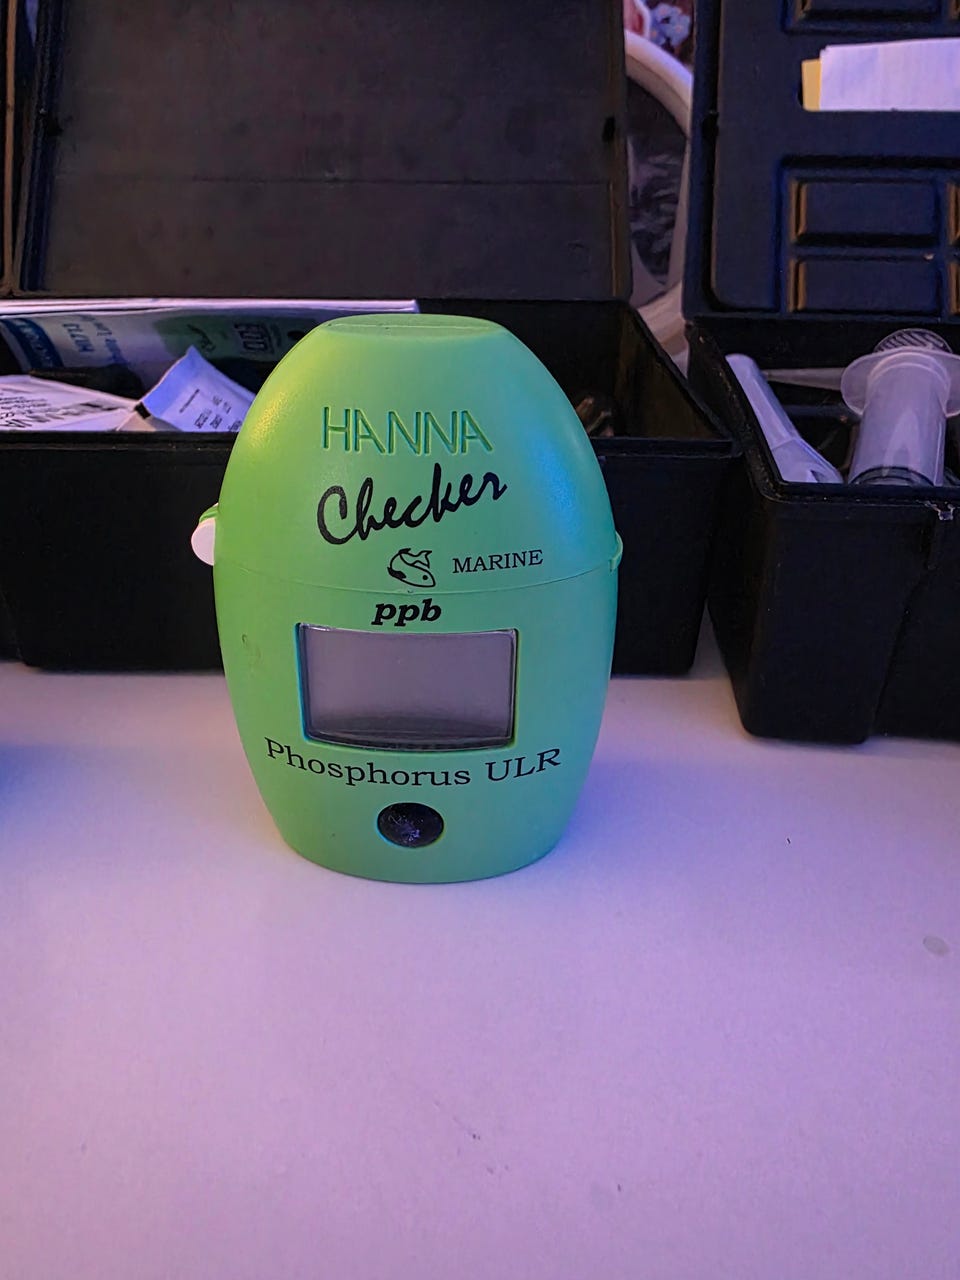 HANNA
Checker
MARINE
ppb
Phosphorus ULR